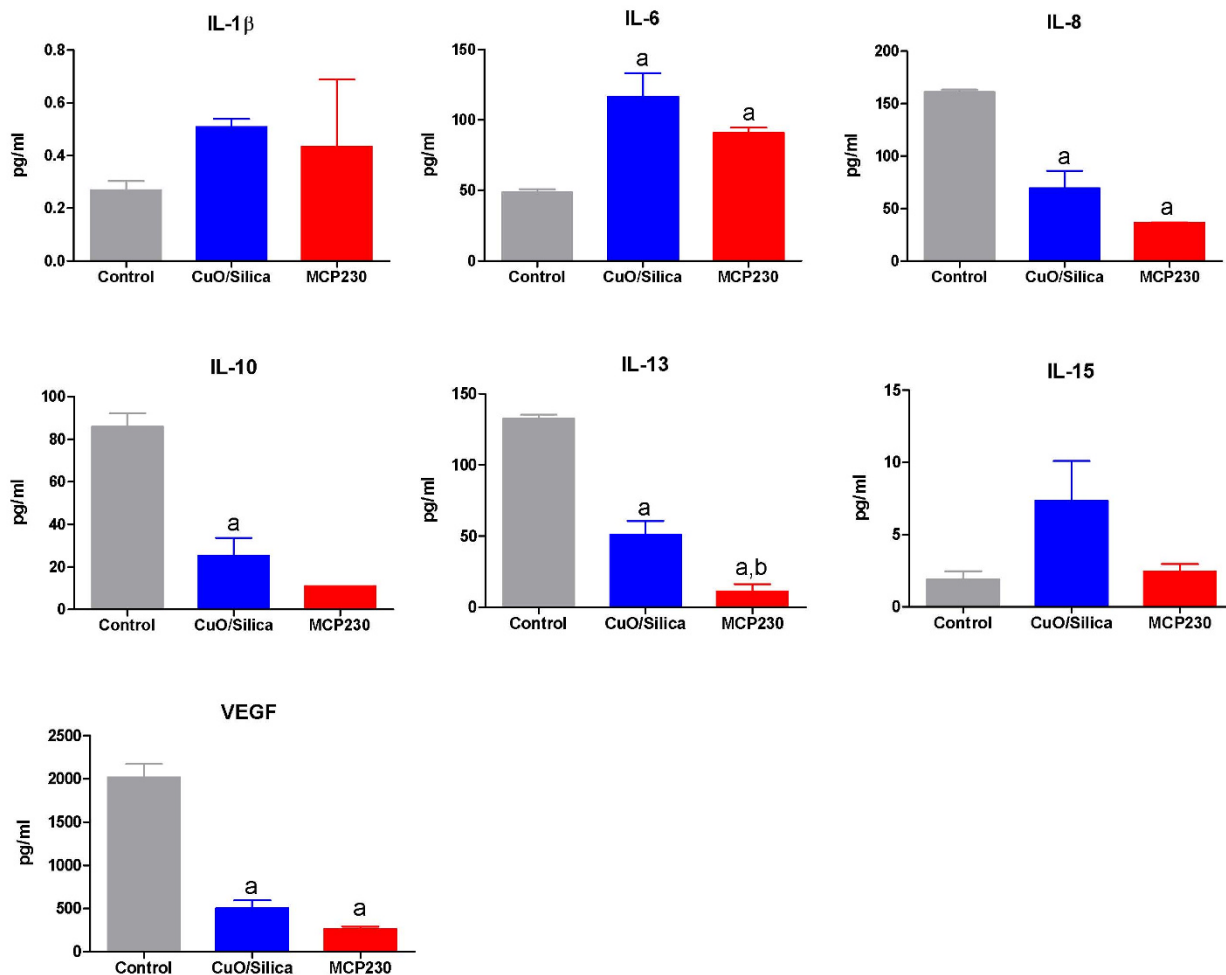 IL-1β
pg/ml
0.8
0.6
0.4
0.2
0.0
Control CuO/Silica MCP230
IL-6
pg/ml
150
100
50
0
a
a
Control CuO/Silica MCP230
IL-8
pg/ml
200
150
100
50
0
a
a
Control CuO/Silica MCP230
IL-10
pg/ml
100
80
60
40
20
0
a
Control CuO/Silica MCP230
IL-13
pg/ml
150
100
50
0
a
a,b
Control CuO/Silica MCP230
IL-15
pg/ml
15
10
5
0
Control CuO/Silica MCP230
VEGF
pg/ml
2500
2000
1500
1000
500
0
a
a
Control CuO/Silica MCP230